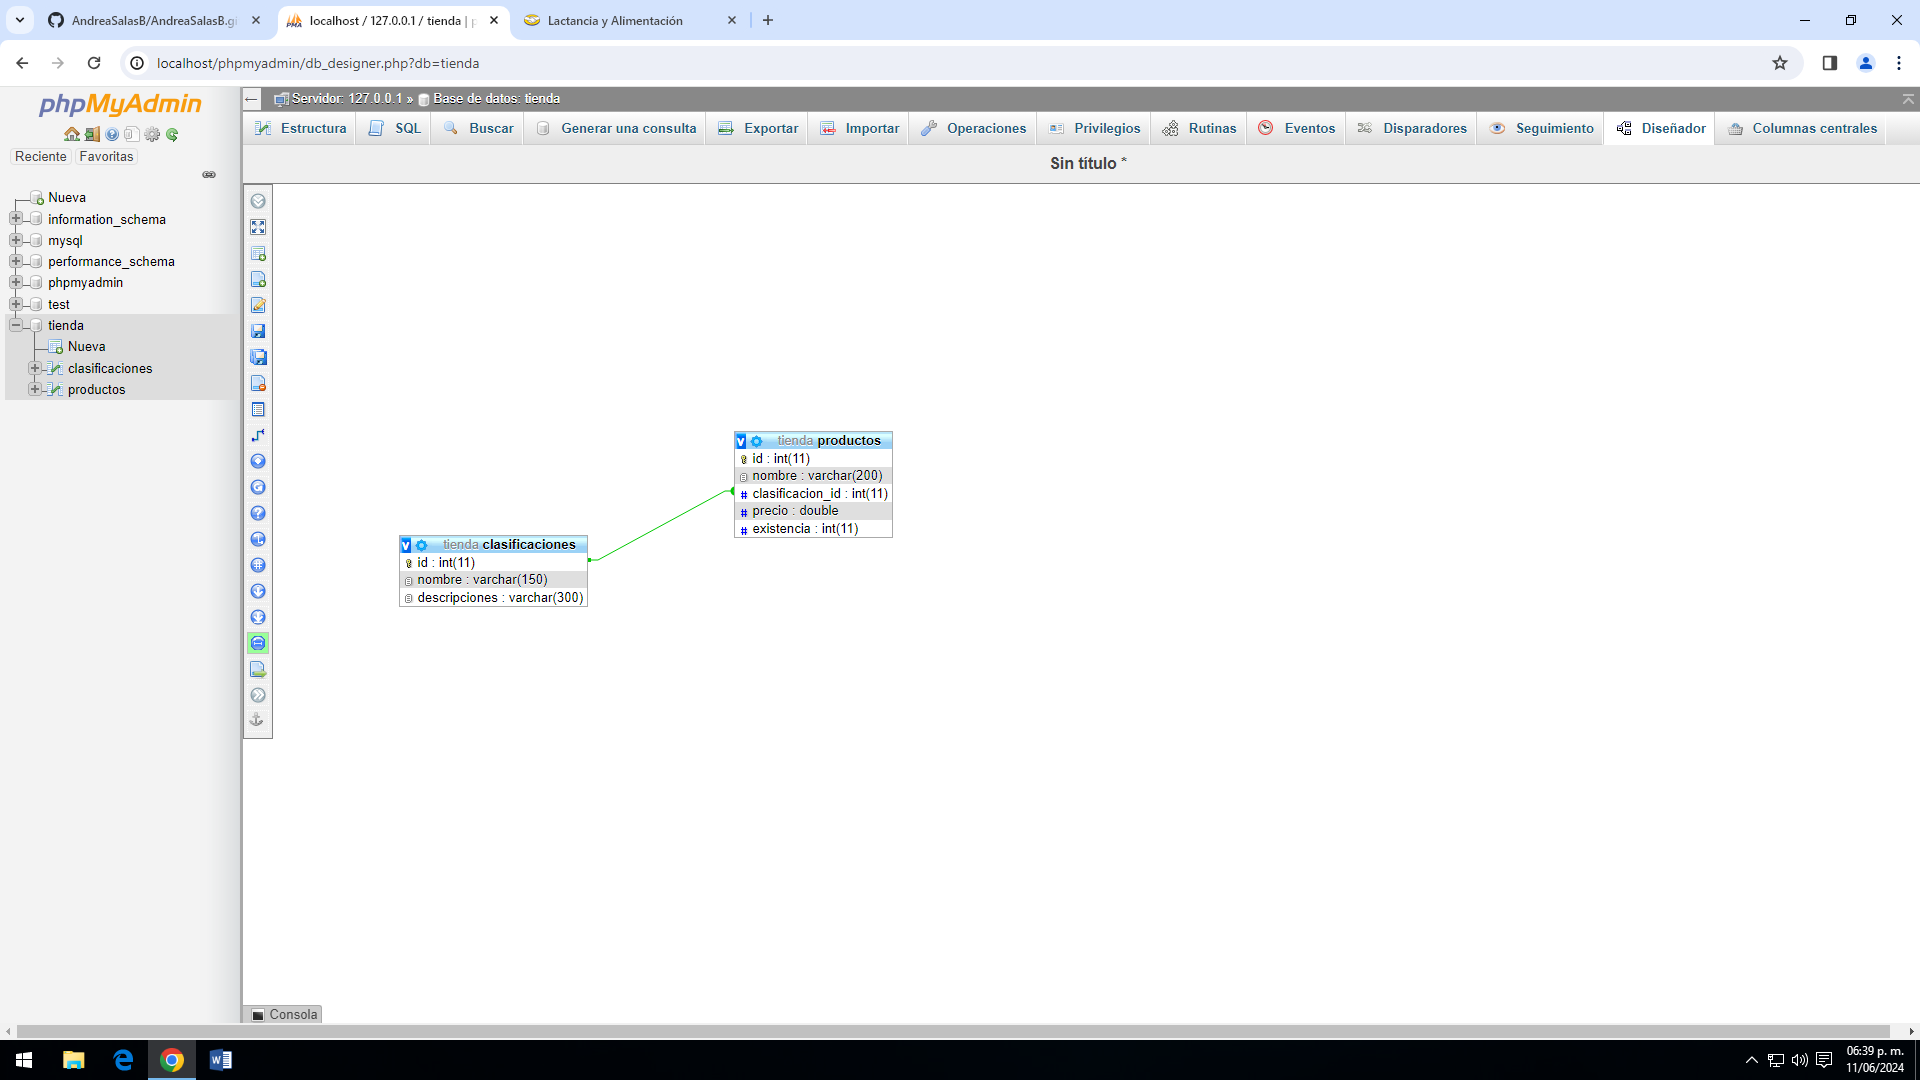 AndreaSalasB/AndreaSalasB.gi
localhost / 127.0.0.1 / tienda | p
Lactancia y Alimentación
localhost/phpmyadmin/db_designer.php?db=tienda
phpMyAdmin
Reciente
Favoritas
Nueva
information_schema
mysql
performance_schema
phpmyadmin
test
tienda
Nueva
clasificaciones
productos
Servidor: 127.0.0.1 » Base de datos: tienda
Estructura
SQL
Buscar
Generar una consulta
Exportar
Importar
Operaciones
Privilegios
Rutinas
Eventos
Disparadores
Seguimiento
Diseñador
Columnas centrales
Sin título *
tienda productos
id : int(11)
nombre : varchar(200)
clasificacion_id : int(11)
precio : double
existencia : int(11)
tienda clasificaciones
id : int(11)
nombre : varchar(150)
descripciones : varchar(300)
Consola
06:39 p. m.
11/06/2024